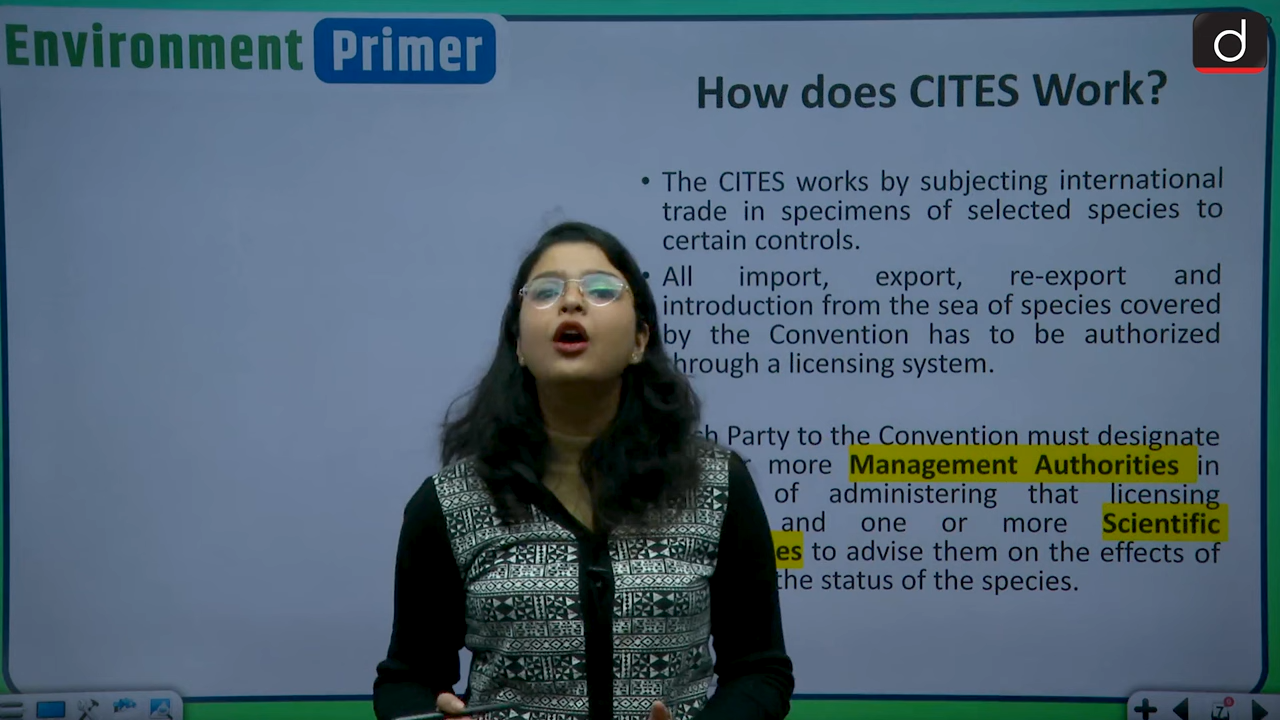 Environment Primer
d
How does CITES Work?
• The CITES works by subjecting international
trade in specimens of selected species to
certain controls.
• All import, export, re-export and
introduction from the sea of species covered
by the Convention has to be authorized
through a licensing system.
Party to the Convention must designate
more Management Authorities in
of administering that licensing
and one or more Scientific
to advise them on the effects of
the status of the species.